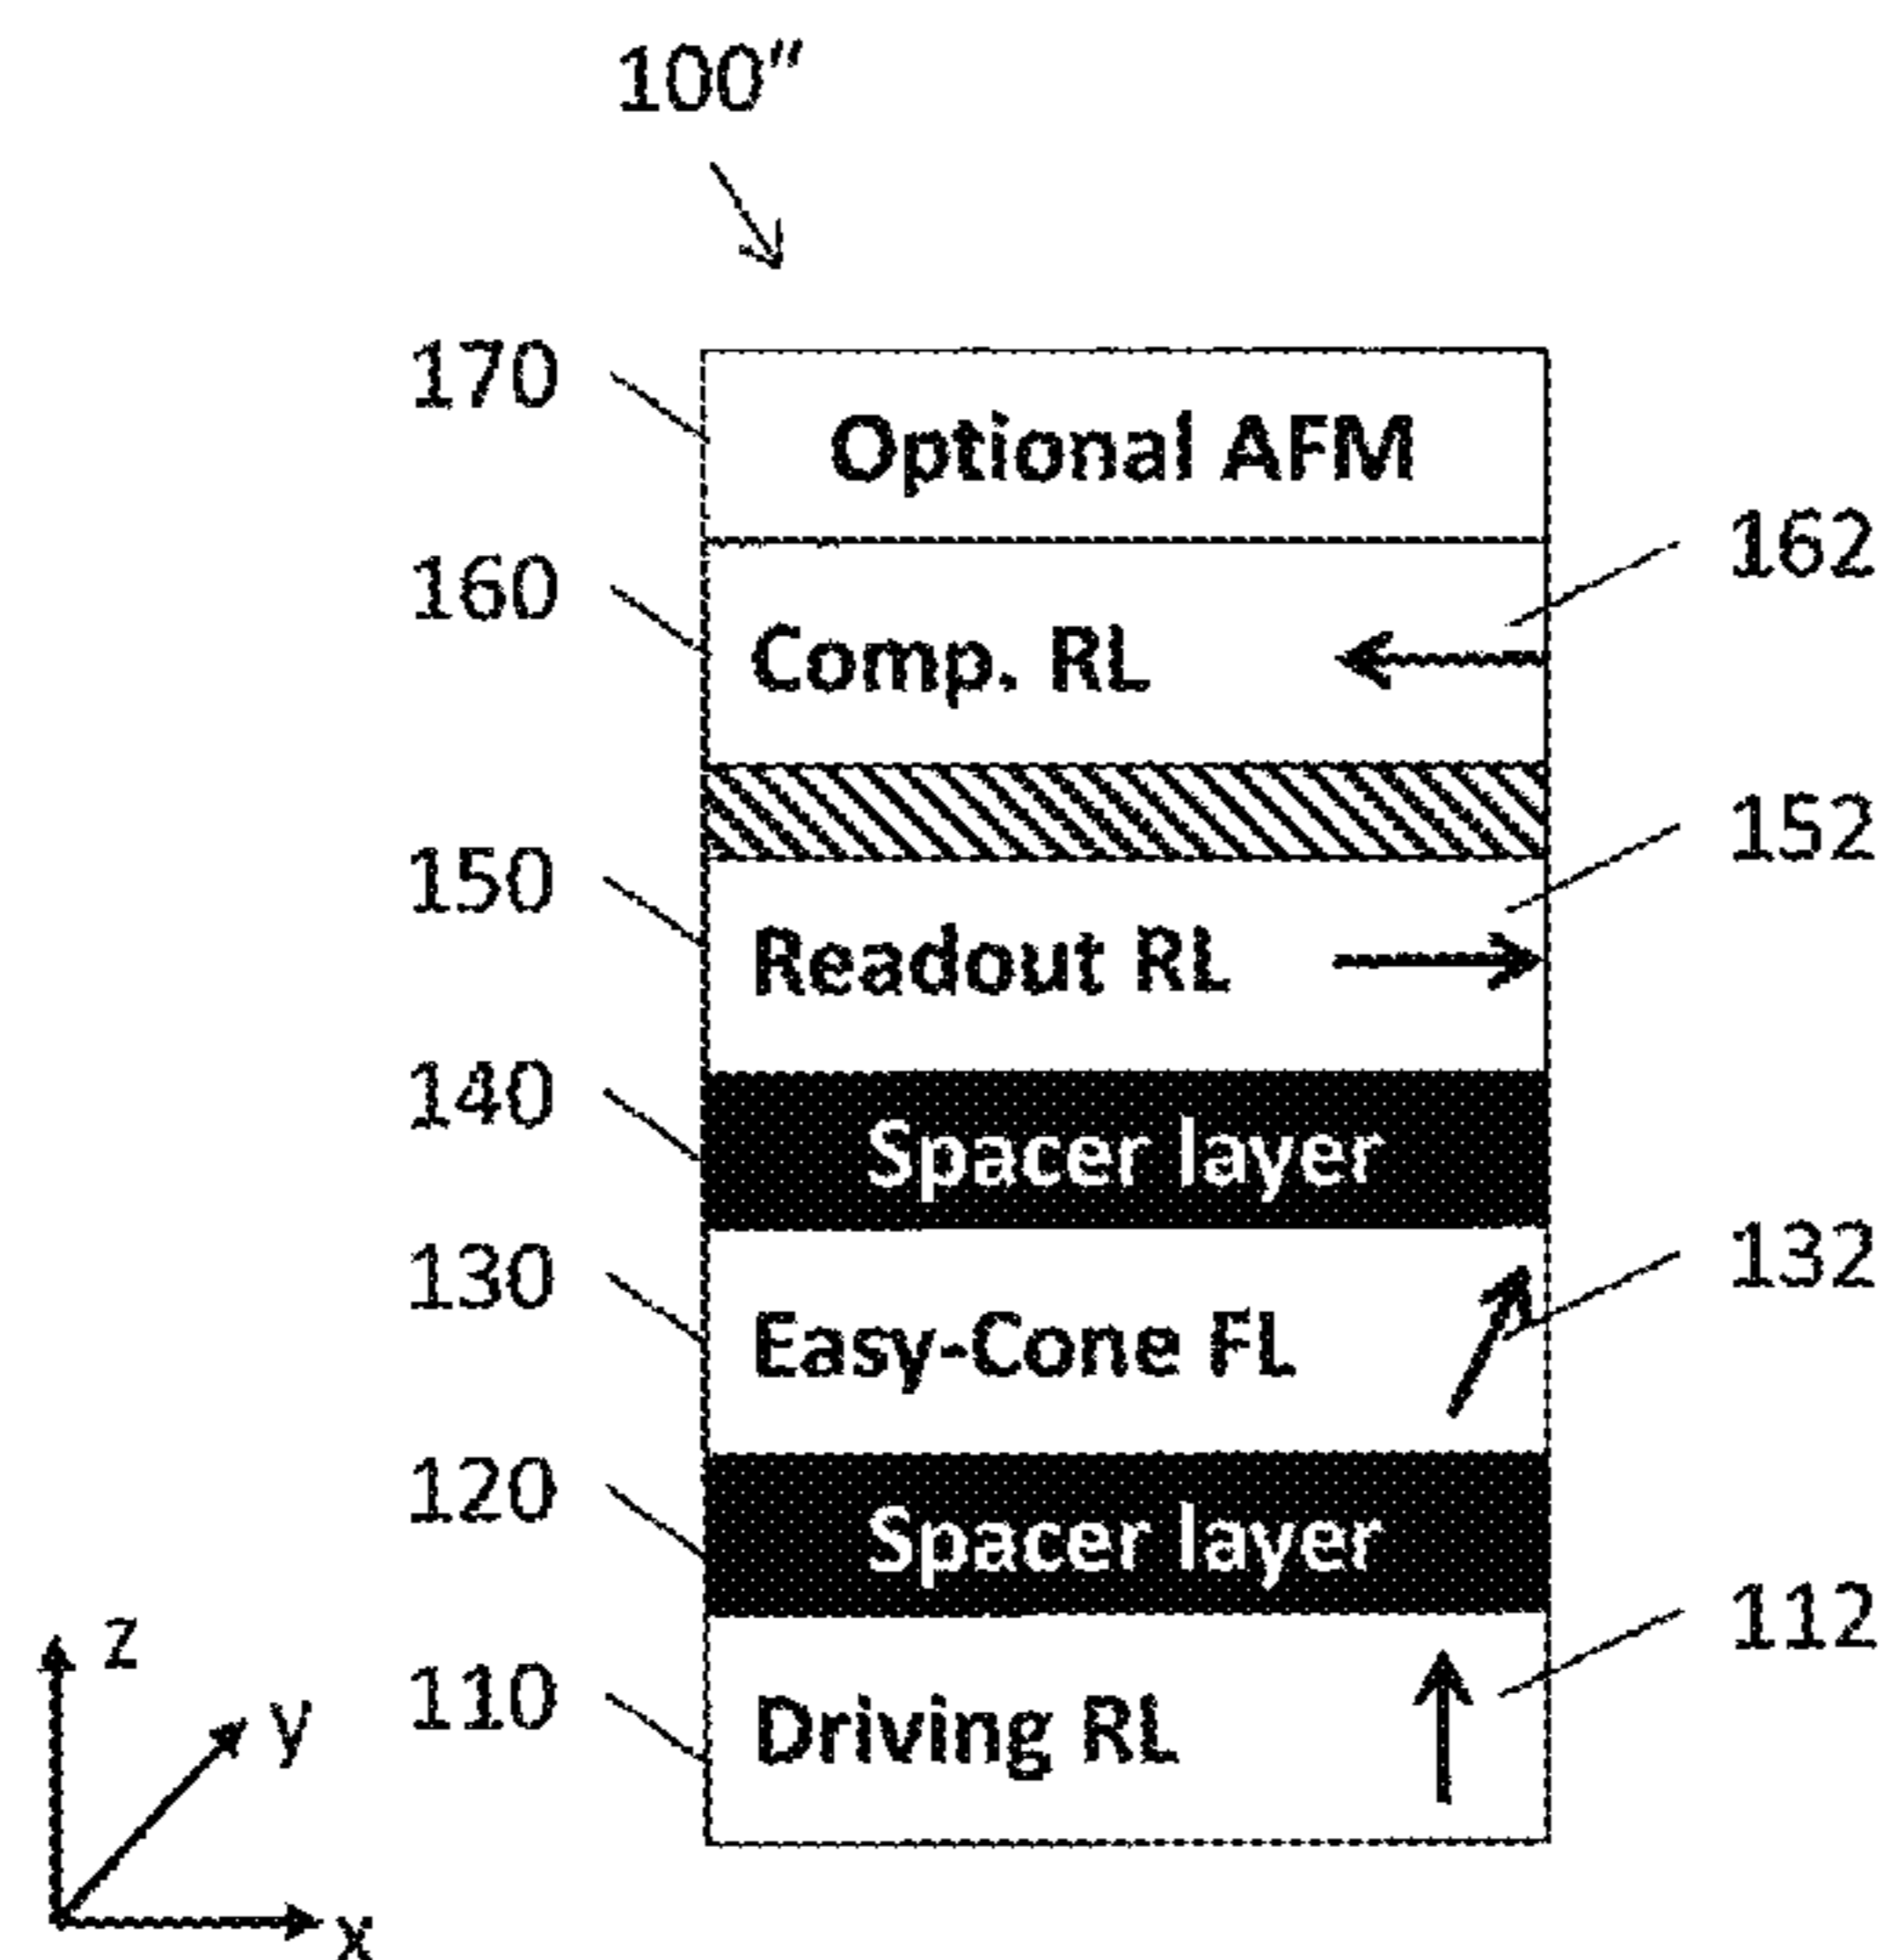 100"
170 Optional AFM
162
160 Comp. RL
152
150 Readout RL
140 Spacer layer
132
130 Easy-Cone FL
120 Spacer layer
112
110 Driving RL
z
y
x